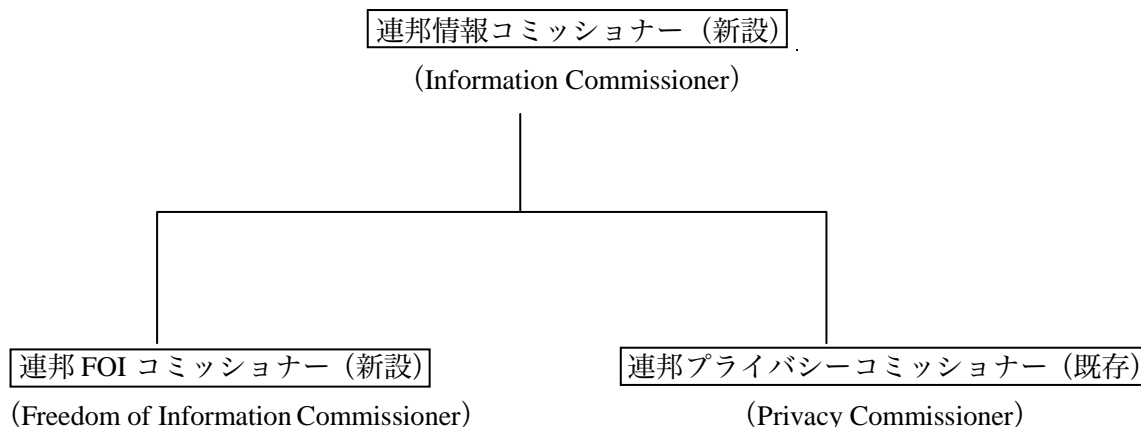 連邦情報コミッショナー(新設)
(Information Commissioner)
連邦 FOI コミッショナー(新設)
連邦プライバシーコミッショナー(既存)
(Freedom of Information Commissioner)
(Privacy Commissioner)